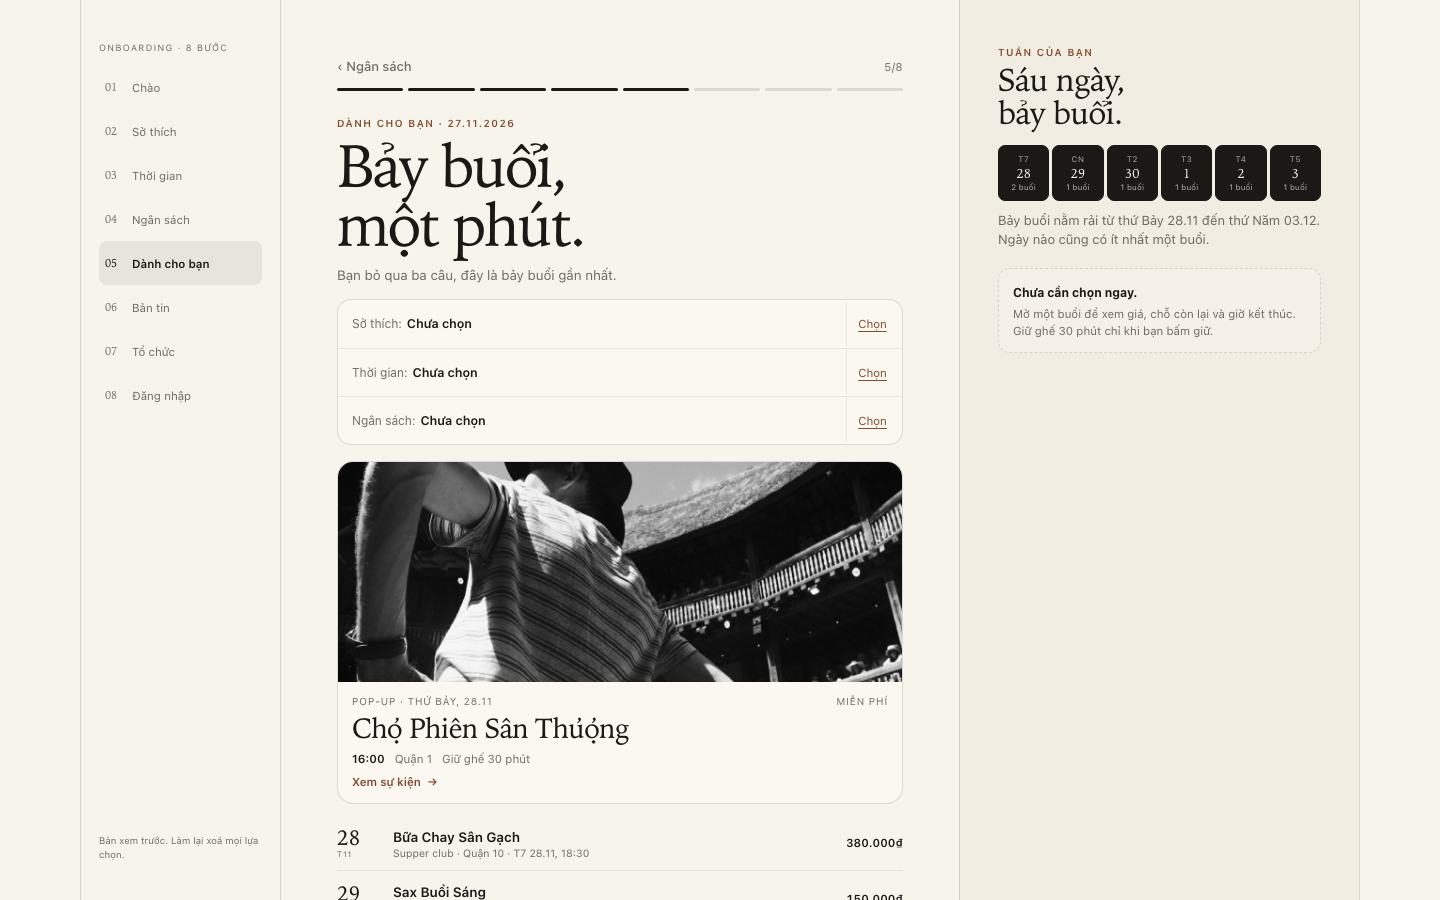 ONBOARDING · 8 BƯỚC
01 Chào
02 Sở thích
03 Thời gian
04 Ngân sách
05 Dành cho bạn
06 Bản tin
07 Tổ chức
08 Đăng nhập
Bản xem trước. Làm lại xoá mọi lựa
chọn.
‹ Ngân sách 5/8
DÀNH CHO BẠN · 27.11.2026
Bảy buổi,
một phút.
Bạn bỏ qua ba câu, đây là bảy buổi gần nhất.
Sở thích: Chưa chọn Chọn
Thời gian: Chưa chọn Chọn
Ngân sách: Chưa chọn Chọn
POP-UP · THỨ BẢY, 28.11 MIỄN PHÍ
Chợ Phiên Sân Thượng
16:00 Quận 1 Giữ ghế 30 phút
Xem sự kiện →
28 Bữa Chay Sân Gạch 380.000₫
T11 Supper club · Quận 10 · T7 28.11, 18:30
29 Sax Buổi Sáng 150.000₫
TUẦN CỦA BẠN
Sáu ngày,
bảy buổi.
T7 CN T2 T3 T4 T5
28 29 30 1 2 3
2 buổi 1 buổi 1 buổi 1 buổi 1 buổi 1 buổi
Bảy buổi nằm rải từ thứ Bảy 28.11 đến thứ Năm 03.12.
Ngày nào cũng có ít nhất một buổi.
Chưa cần chọn ngay.
Mở một buổi để xem giá, chỗ còn lại và giờ kết thúc.
Giữ ghế 30 phút chỉ khi bạn bấm giữ.